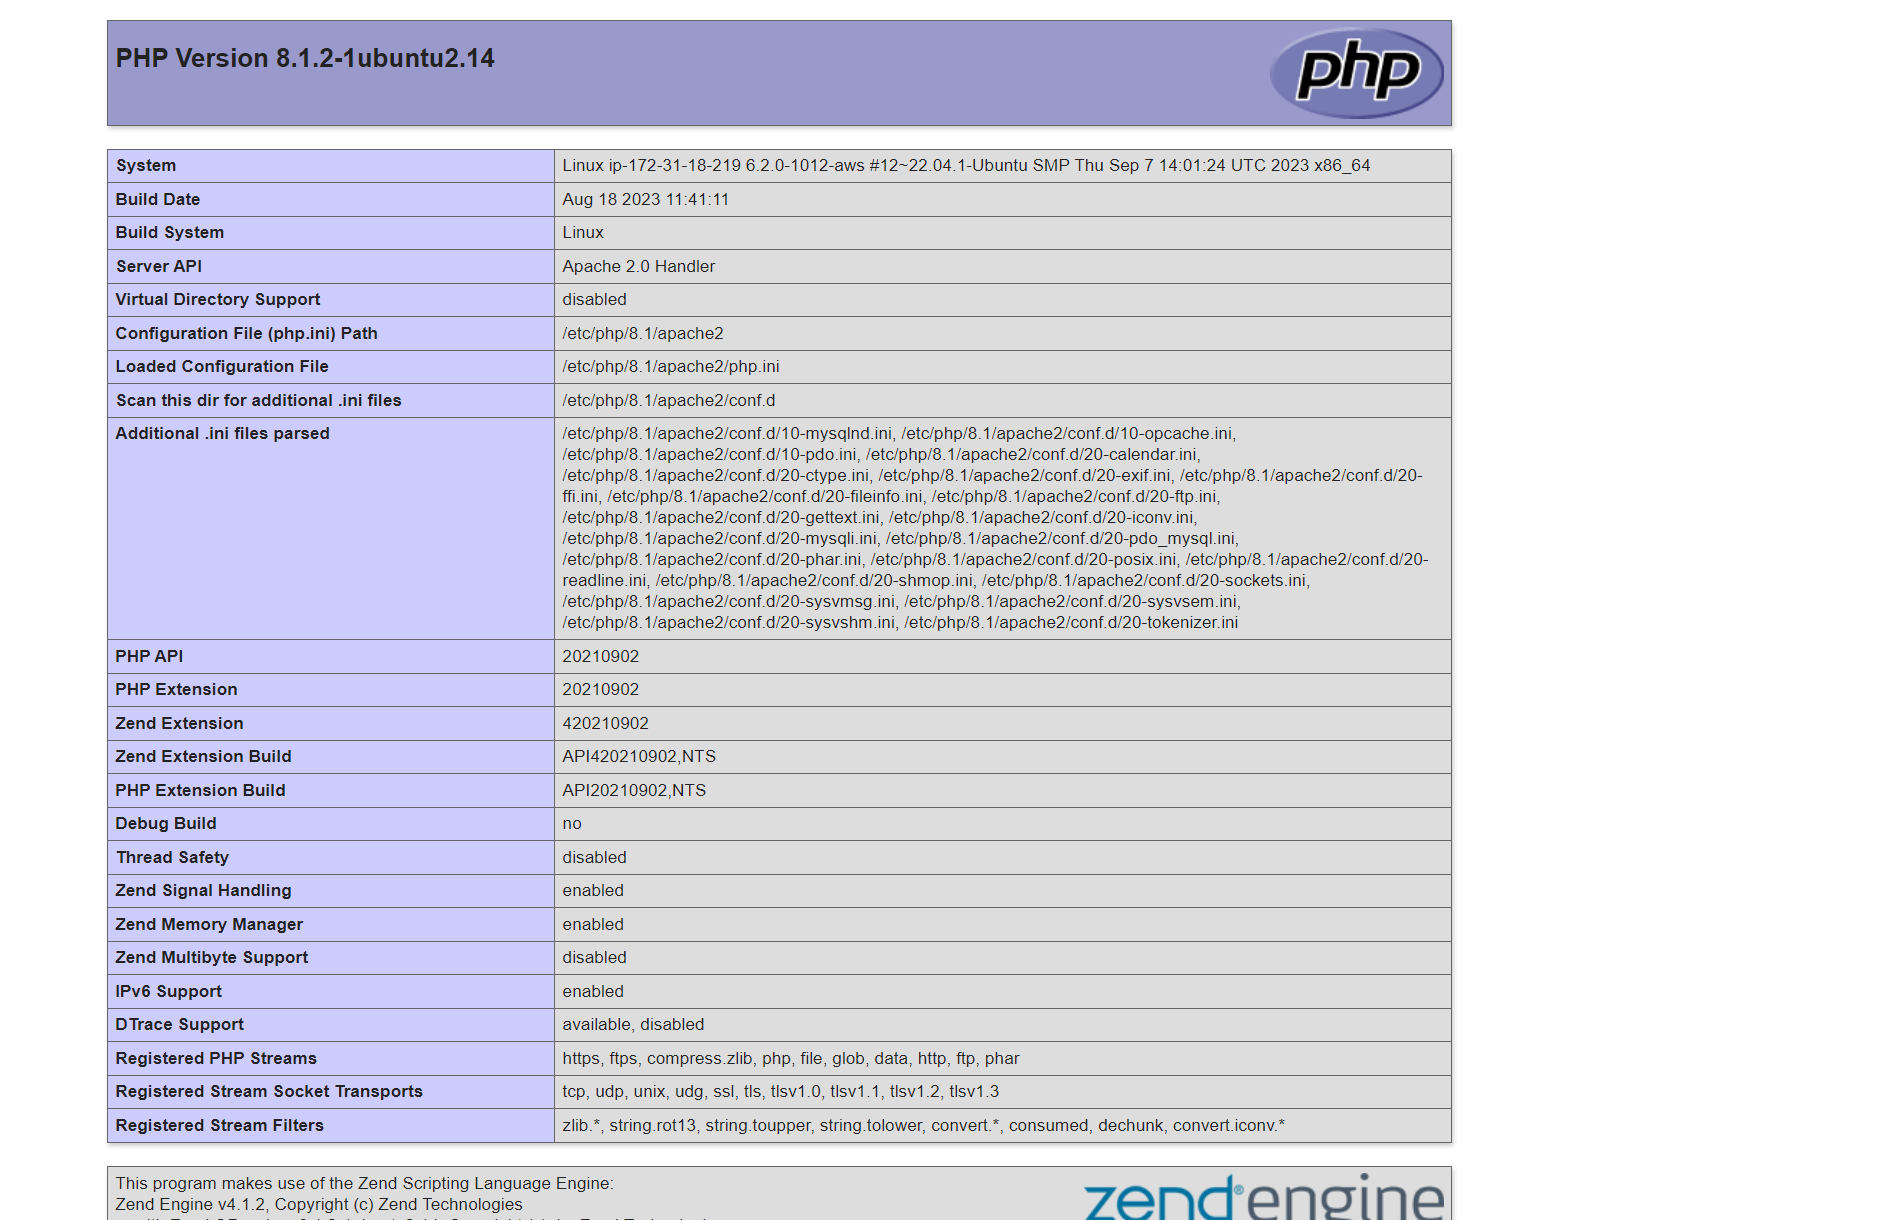 PHP Version 8.1.2-1ubuntu2.14
php
System Linux ip-172-31-18-219 6.2.0-1012-aws #12~22.04.1-Ubuntu SMP Thu Sep 7 14:01:24 UTC 2023 x86_64
Build Date Aug 18 2023 11:41:11
Build System Linux
Server API Apache 2.0 Handler
Virtual Directory Support disabled
Configuration File (php.ini) Path /etc/php/8.1/apache2
Loaded Configuration File /etc/php/8.1/apache2/php.ini
Scan this dir for additional .ini files /etc/php/8.1/apache2/conf.d
Additional .ini files parsed /etc/php/8.1/apache2/conf.d/10-mysqlnd.ini, /etc/php/8.1/apache2/conf.d/10-opcache.ini,
/etc/php/8.1/apache2/conf.d/10-pdo.ini, /etc/php/8.1/apache2/conf.d/20-calendar.ini,
/etc/php/8.1/apache2/conf.d/20-ctype.ini, /etc/php/8.1/apache2/conf.d/20-exif.ini, /etc/php/8.1/apache2/conf.d/20-
ffi.ini, /etc/php/8.1/apache2/conf.d/20-fileinfo.ini, /etc/php/8.1/apache2/conf.d/20-ftp.ini,
/etc/php/8.1/apache2/conf.d/20-gettext.ini, /etc/php/8.1/apache2/conf.d/20-iconv.ini,
/etc/php/8.1/apache2/conf.d/20-mysqli.ini, /etc/php/8.1/apache2/conf.d/20-pdo_mysql.ini,
/etc/php/8.1/apache2/conf.d/20-phar.ini, /etc/php/8.1/apache2/conf.d/20-posix.ini, /etc/php/8.1/apache2/conf.d/20-
readline.ini, /etc/php/8.1/apache2/conf.d/20-shmop.ini, /etc/php/8.1/apache2/conf.d/20-sockets.ini,
/etc/php/8.1/apache2/conf.d/20-sysvmsg.ini, /etc/php/8.1/apache2/conf.d/20-sysvsem.ini,
/etc/php/8.1/apache2/conf.d/20-sysvshm.ini, /etc/php/8.1/apache2/conf.d/20-tokenizer.ini
PHP API 20210902
PHP Extension 20210902
Zend Extension 420210902
Zend Extension Build API420210902,NTS
PHP Extension Build API20210902,NTS
Debug Build no
Thread Safety disabled
Zend Signal Handling enabled
Zend Memory Manager enabled
Zend Multibyte Support disabled
IPv6 Support enabled
DTrace Support available, disabled
Registered PHP Streams https, ftps, compress.zlib, php, file, glob, data, http, ftp, phar
Registered Stream Socket Transports tcp, udp, unix, udg, ssl, tls, tlsv1.0, tlsv1.1, tlsv1.2, tlsv1.3
Registered Stream Filters zlib.*, string.rot13, string.toupper, string.tolower, convert.*, consumed, dechunk, convert.iconv.*
This program makes use of the Zend Scripting Language Engine:
Zend Engine v4.1.2, Copyright (c) Zend Technologies
zend® engine